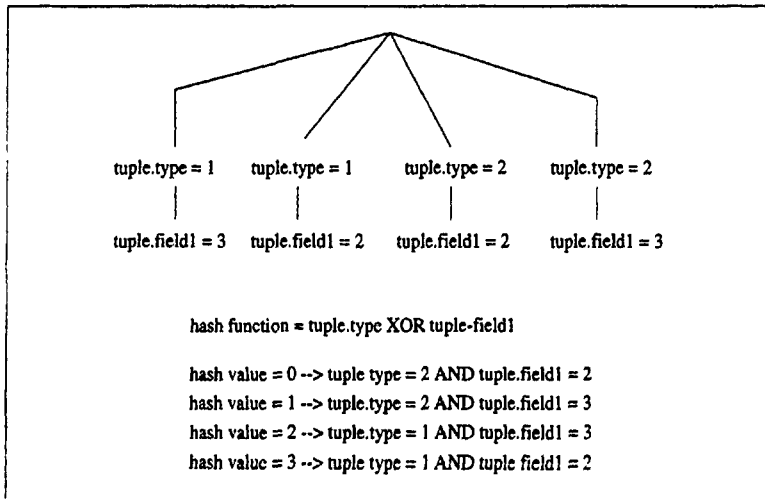 tuple.type = 1 tuple.type = 1 tuple.type = 2 tuple.type = 2
tuple.field1 = 3 tuple.field1 = 2 tuple.field1 = 2 tuple.field1 = 3
hash function = tuple.type XOR tuple-field1
hash value = 0 --> tuple type = 2 AND tuple.field1 = 2
hash value = 1 --> tuple.type = 2 AND tuple.field1 = 3
hash value = 2 --> tuple.type = 1 AND tuple.field1 = 3
hash value = 3 --> tuple type = 1 AND tuple field1 = 2